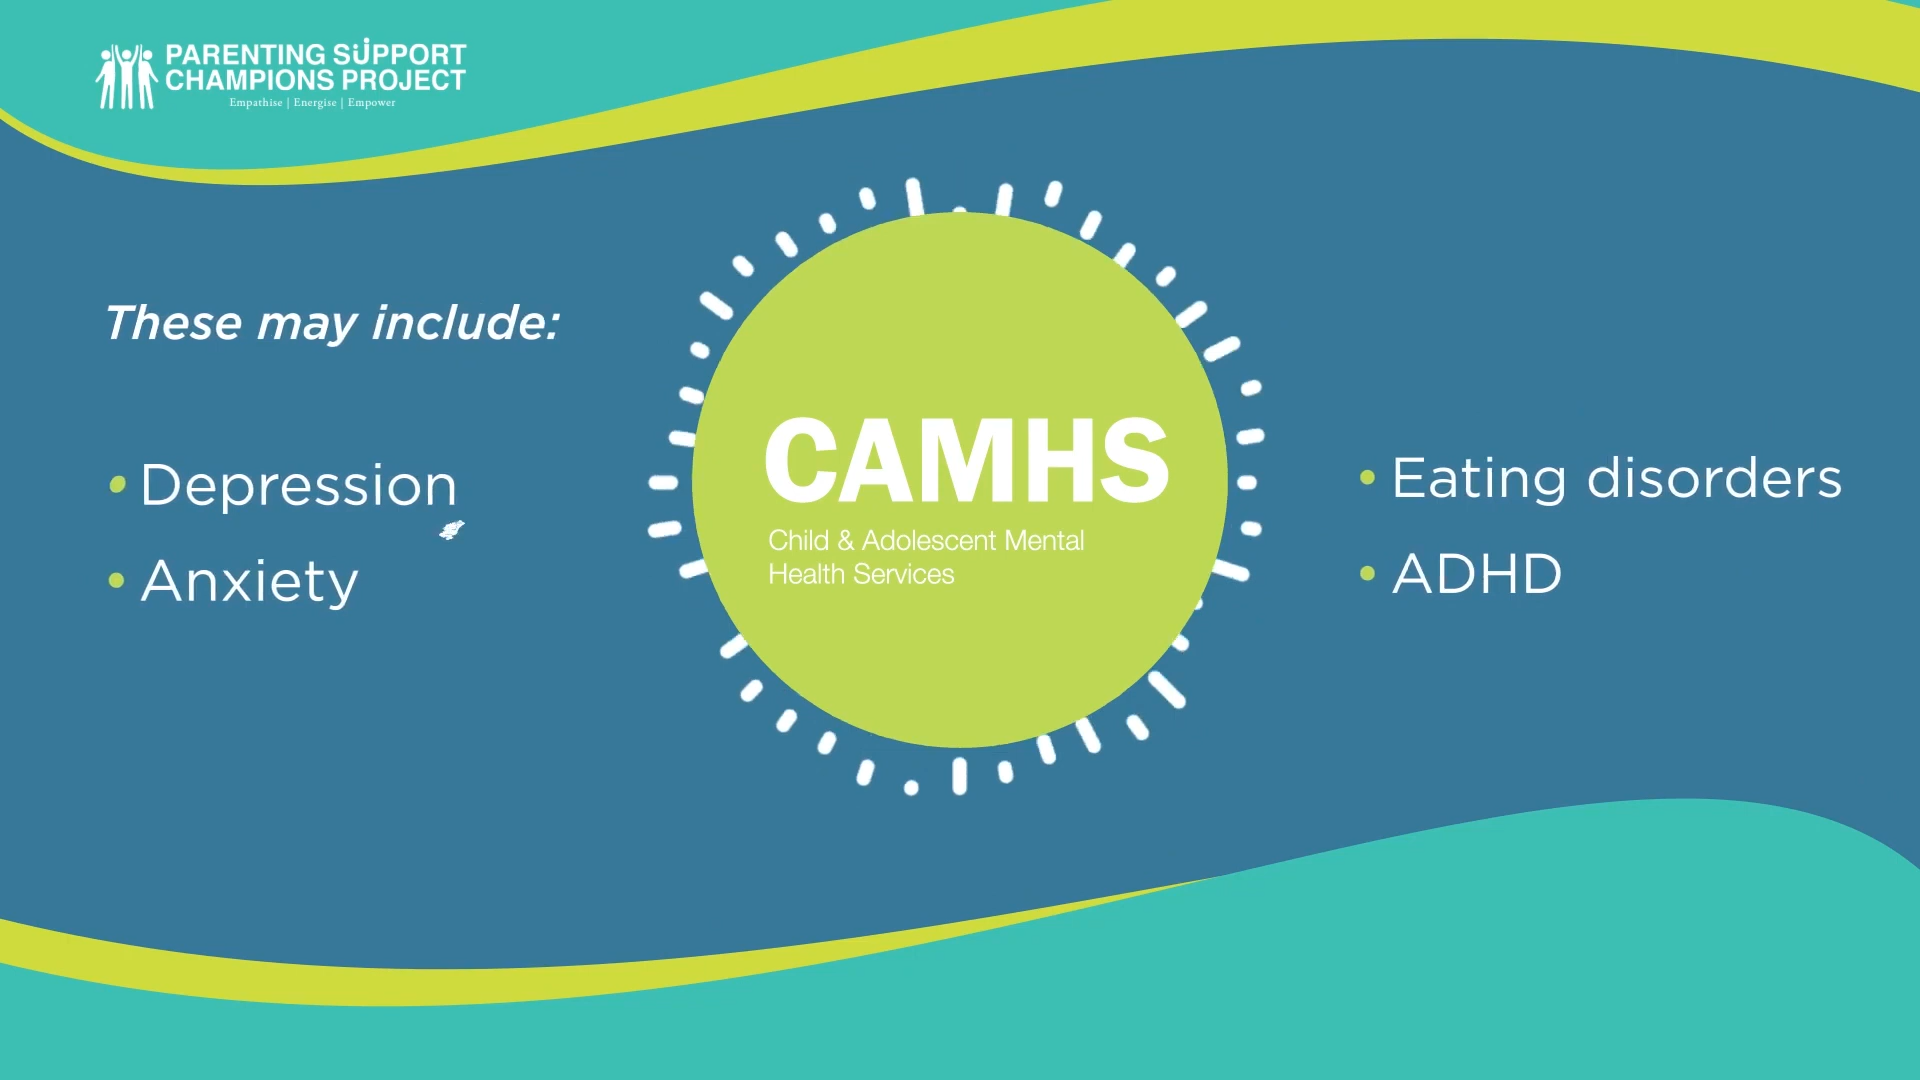 PARENTING SUPPORT
CHAMPIONS PROJECT
Empathise | Energise | Empower
These may include:
• Depression
• Anxiety
CAMHS
Child & Adolescent Mental
Health Services
• Eating disorders
• ADHD